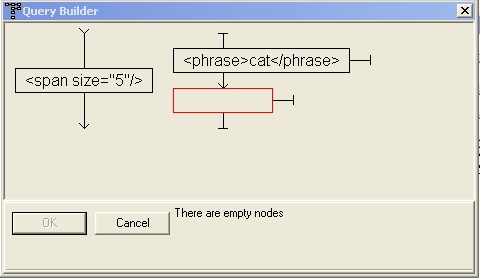 Query Builder
<span size="5"/>
<phrase>cat</phrase>
OK
Cancel
There are empty nodes